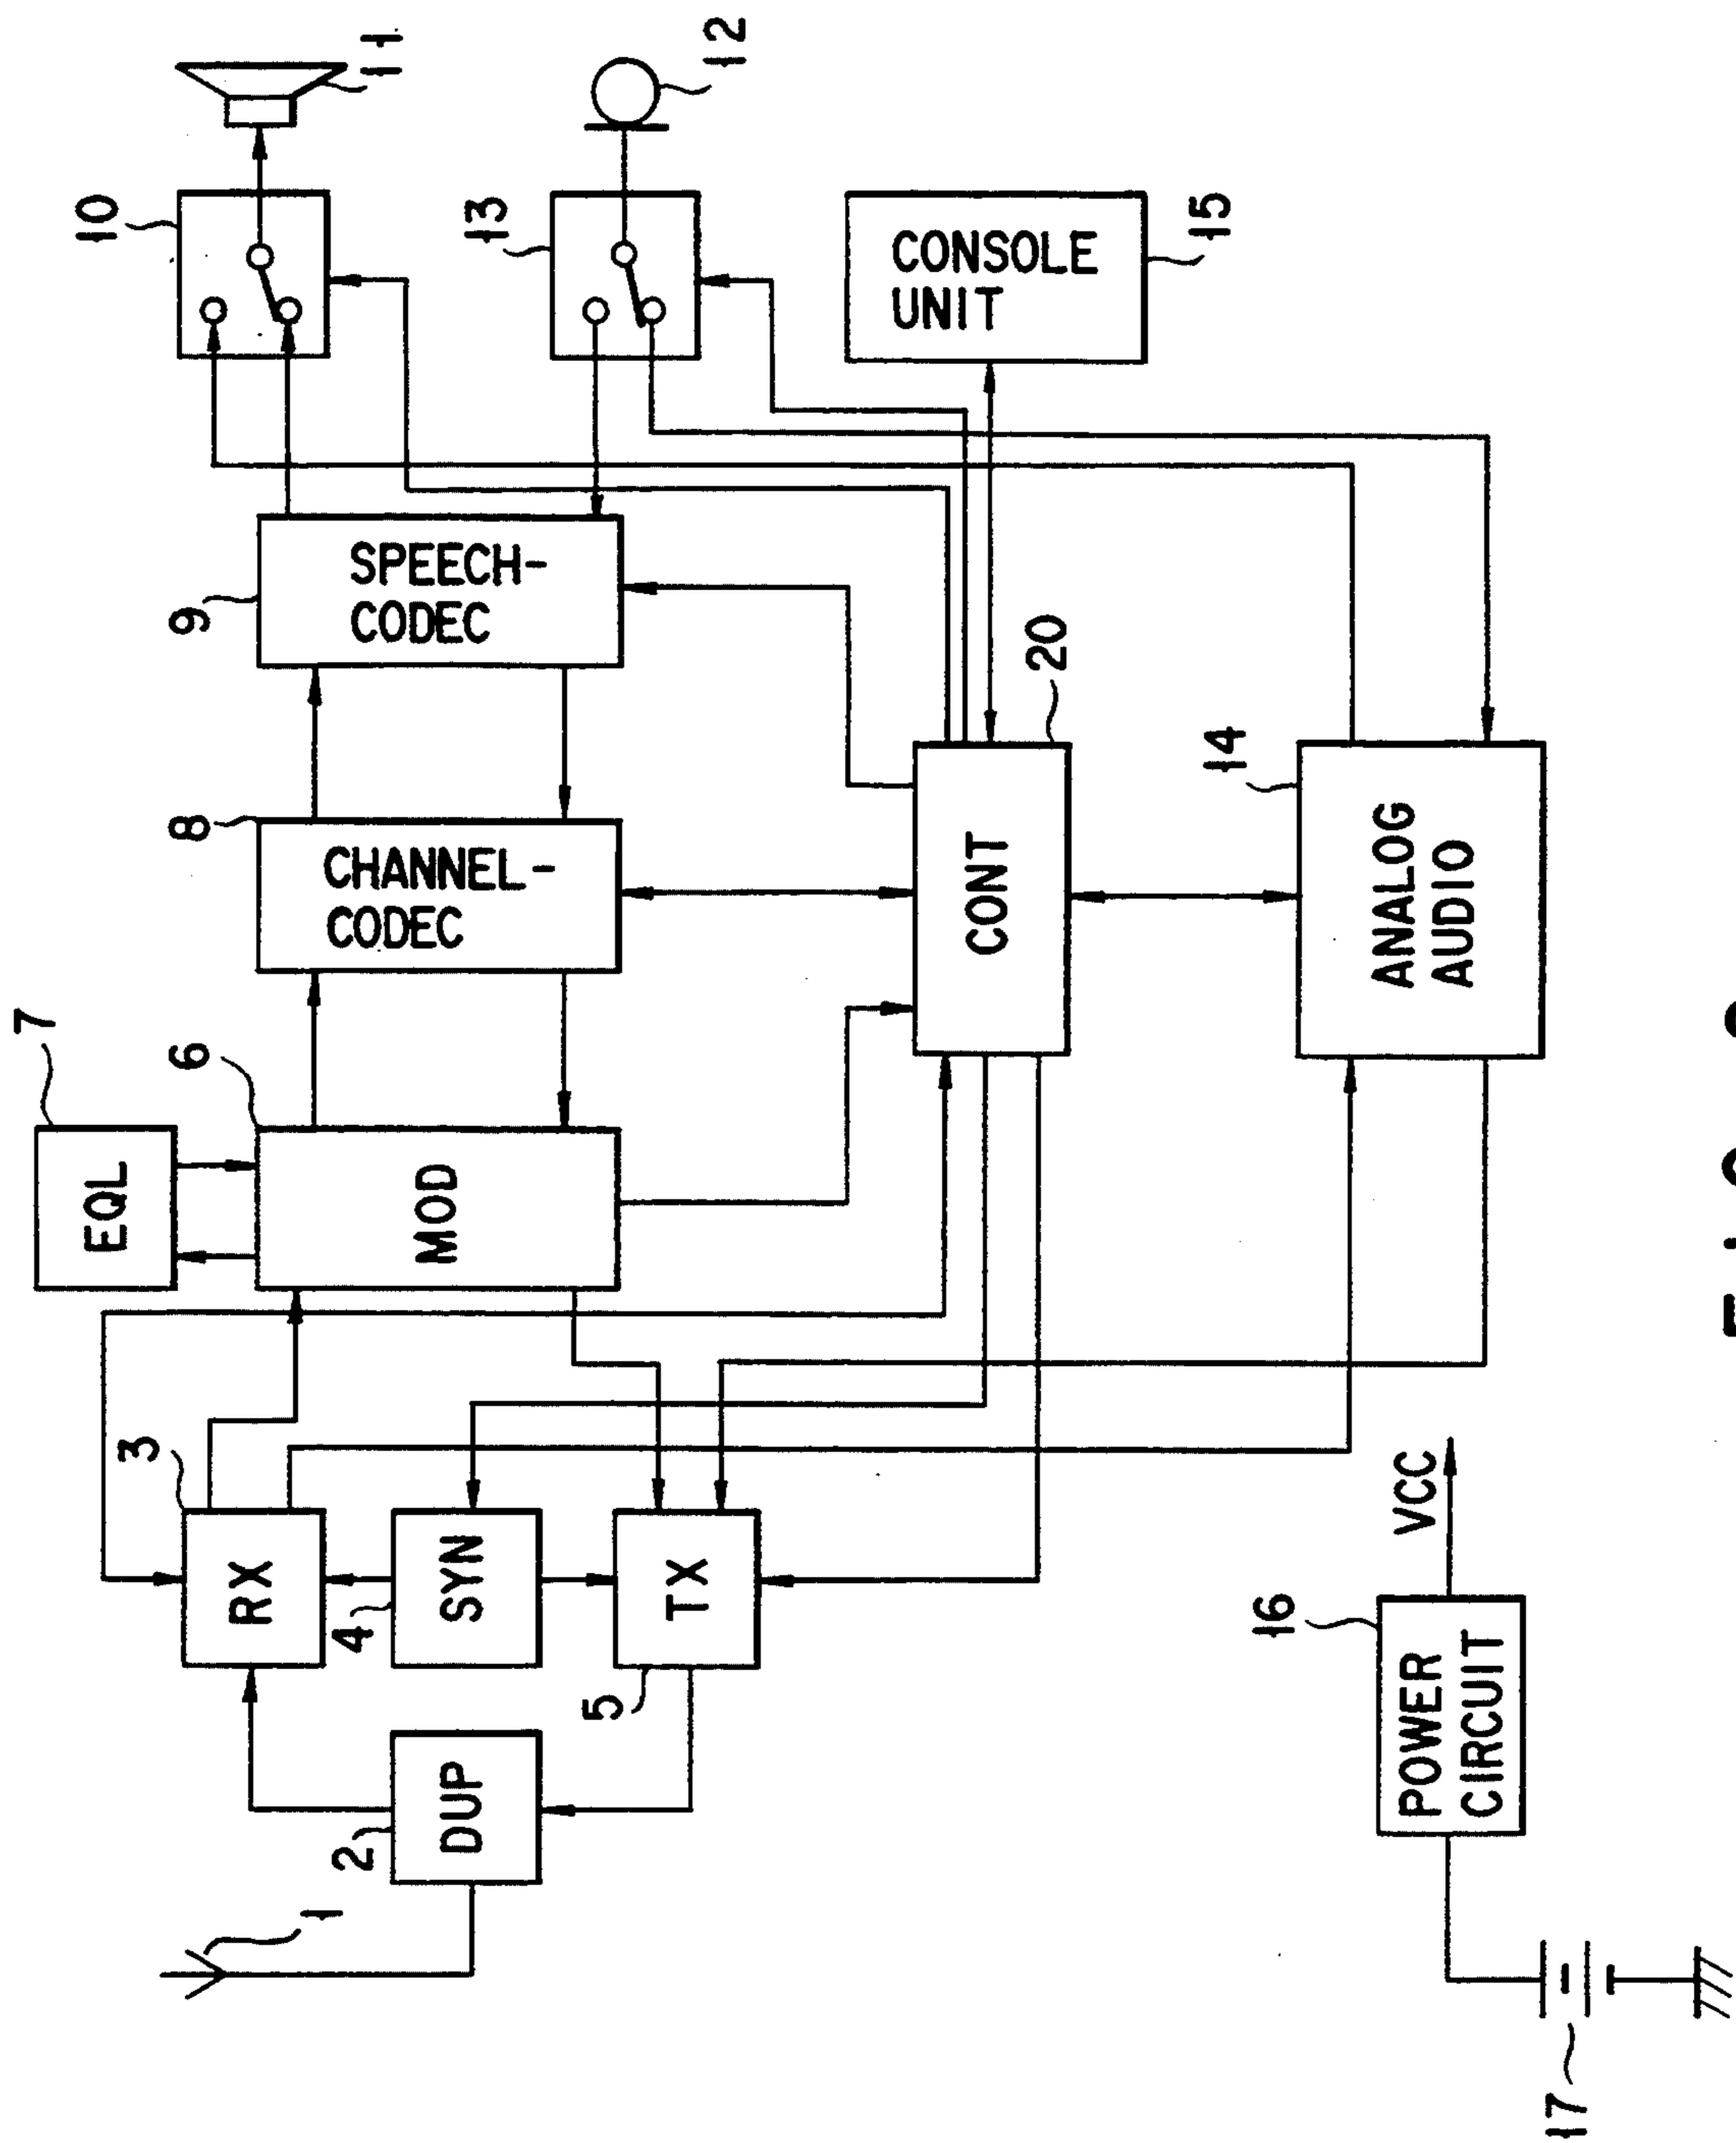 1
2
DUP
3
RX
4
SYN
5
TX
6
MOD
7
EQL
8
CHANNEL-
CODEC
9
SPEECH-
CODEC
10
11
12
13
CONSOLE
UNIT
15
CONT
20
14
ANALOG
AUDIO
16
POWER
CIRCUIT
VCC
17